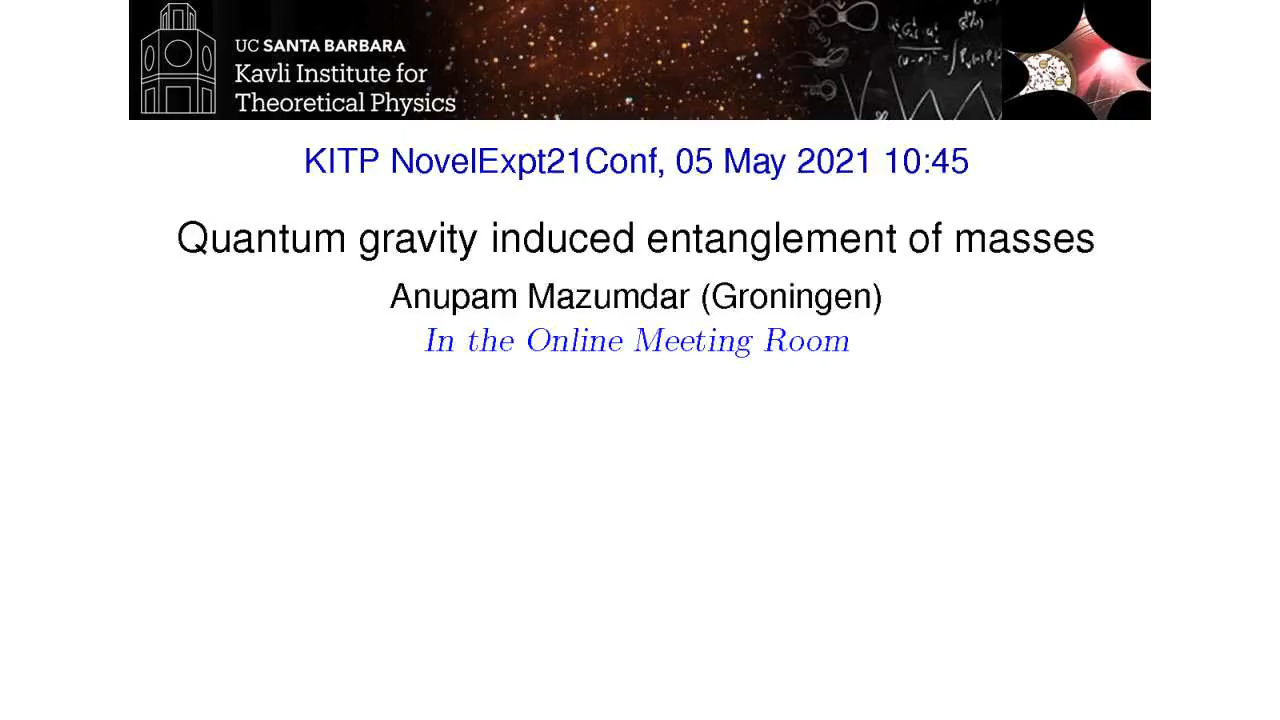 UC SANTA BARBARA
Kavli Institute for
Theoretical Physics
KITP NovelExpt21Conf, 05 May 2021 10:45
Quantum gravity induced entanglement of masses
Anupam Mazumdar (Groningen)
In the Online Meeting Room